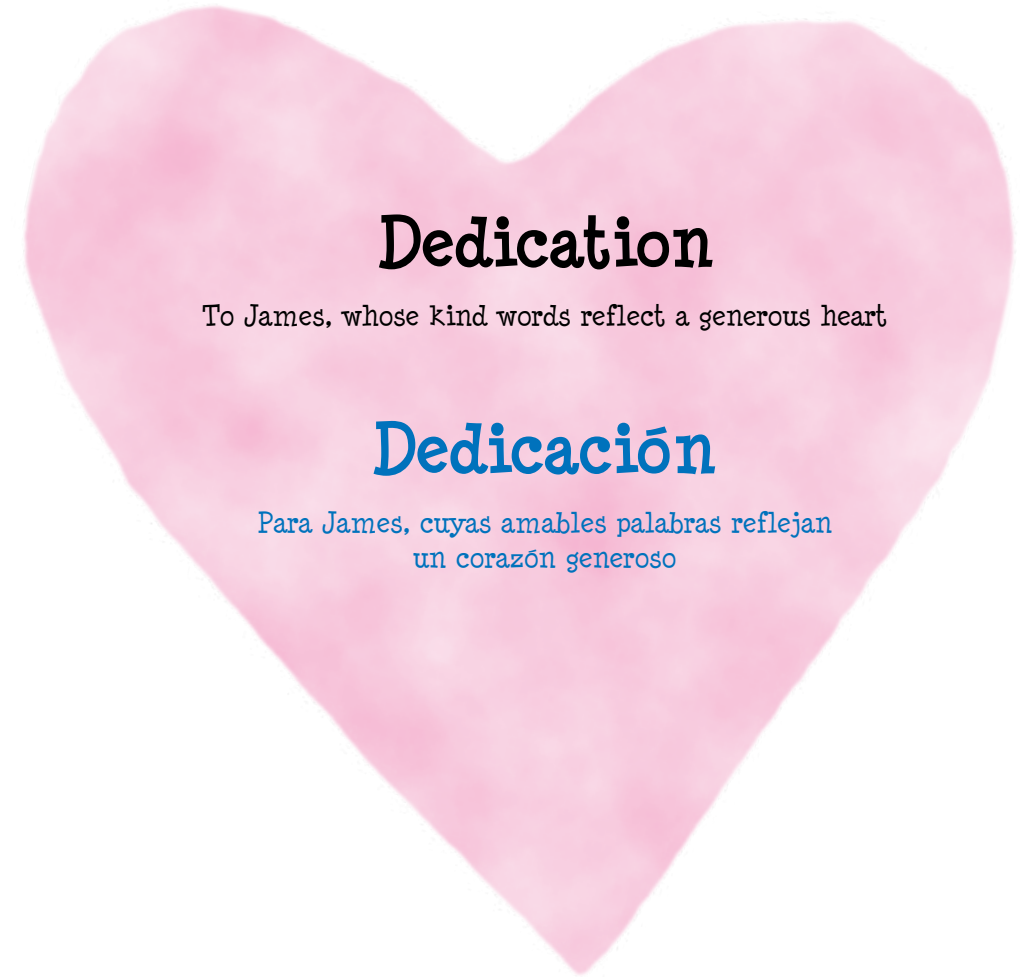 Dedication
To James, whose kind words reflect a generous heart
Dedicación
Para James, cuyas amables palabras reflejan
un corazón generoso